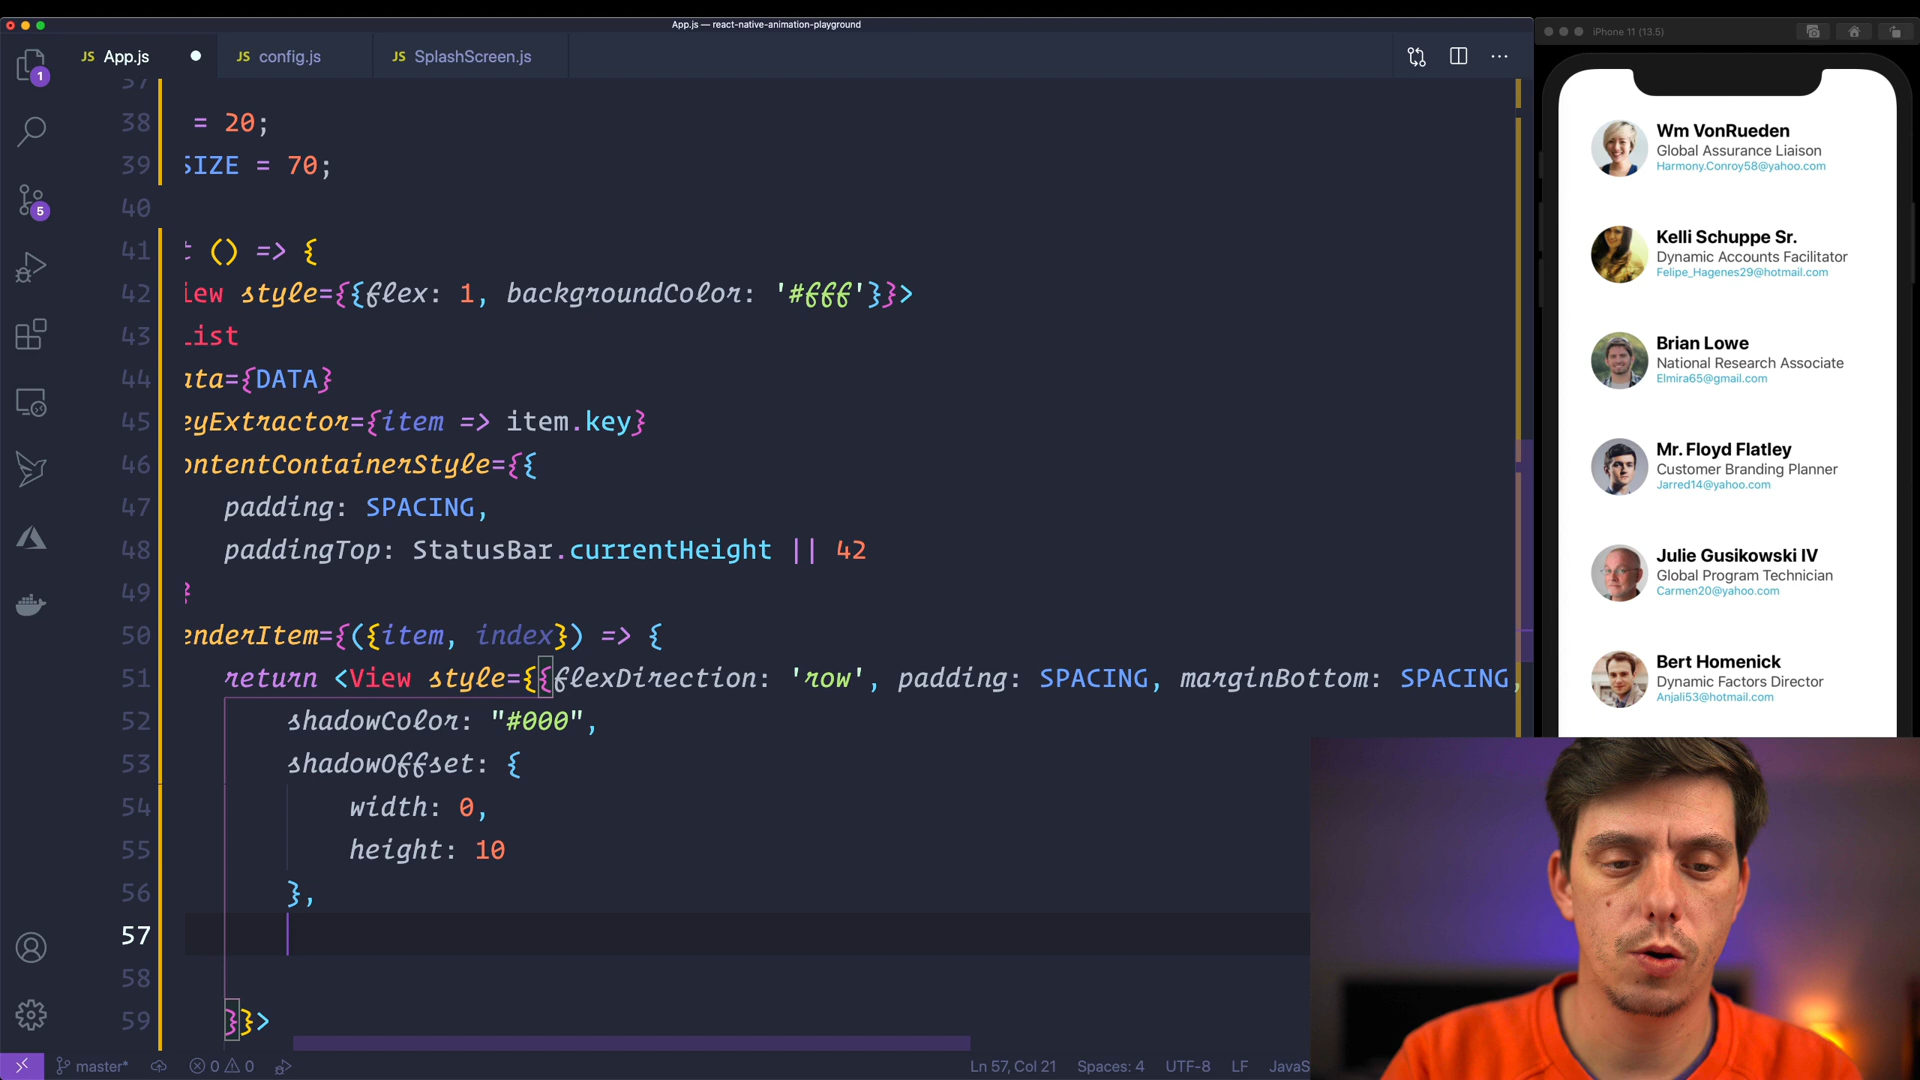 App.js — react-native-animation-playground
iPhone 11 (13.5)
JS App.js
JS config.js
JS SplashScreen.js
1
5
37
38 = 20;
39 SIZE = 70;
40
41 t () => {
42 iew style={{flex: 1, backgroundColor: '#fff'}}>
43 List
44 ata={DATA}
45 eyExtractor={item => item.key}
46 ontentContainerStyle={{
47 padding: SPACING,
48 paddingTop: StatusBar.currentHeight || 42
49 }
50 enderItem={({item, index}) => {
51 return <View style={{flexDirection: 'row', padding: SPACING, marginBottom: SPACING,
52 shadowColor: "#000",
53 shadowOffset: {
54 width: 0,
55 height: 10
56 },
57
58
59 }}>
master*
0 0
Ln 57, Col 21
Spaces: 4
UTF-8
LF
JavaS
Wm VonRueden
Global Assurance Liaison
Harmony.Conroy58@yahoo.com
Kelli Schuppe Sr.
Dynamic Accounts Facilitator
Felipe_Hagenes29@hotmail.com
Brian Lowe
National Research Associate
Elmira65@gmail.com
Mr. Floyd Flatley
Customer Branding Planner
Jarred14@yahoo.com
Julie Gusikowski IV
Global Program Technician
Carmen20@yahoo.com
Bert Homenick
Dynamic Factors Director
Anjali53@hotmail.com